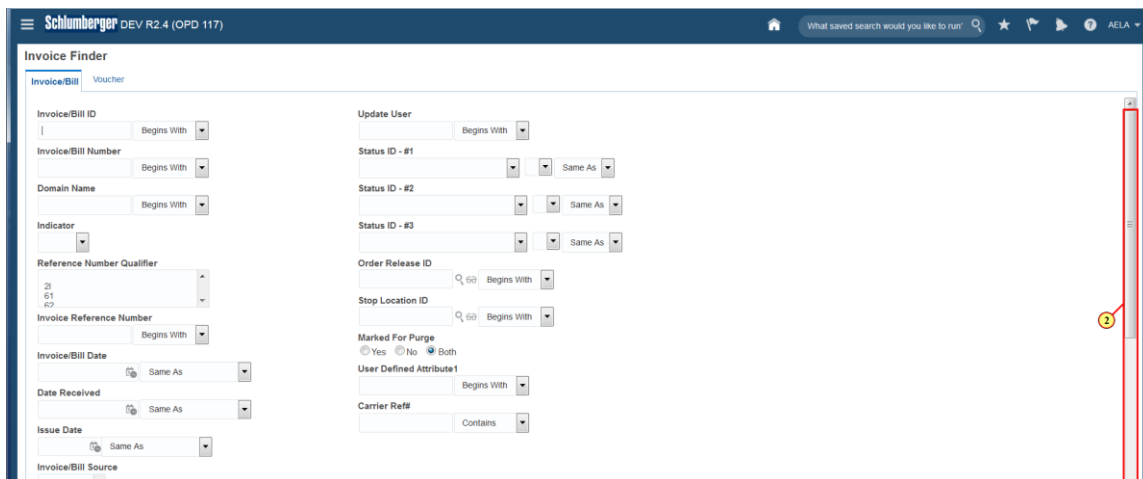 Schlumberger DEV R2.4 (OPD 117)
What saved search would you like to run'
AELA
Invoice Finder
Invoice/Bill
Voucher
Invoice/Bill ID
Begins With
Invoice/Bill Number
Begins With
Domain Name
Begins With
Indicator
Reference Number Qualifier
2I
61
62
Invoice Reference Number
Begins With
Invoice/Bill Date
Same As
Date Received
Same As
Issue Date
Same As
Invoice/Bill Source
Update User
Begins With
Status ID - #1
Same As
Status ID - #2
Same As
Status ID - #3
Same As
Order Release ID
Begins With
Stop Location ID
Begins With
Marked For Purge
Yes No Both
User Defined Attribute1
Begins With
Carrier Ref#
Contains
2